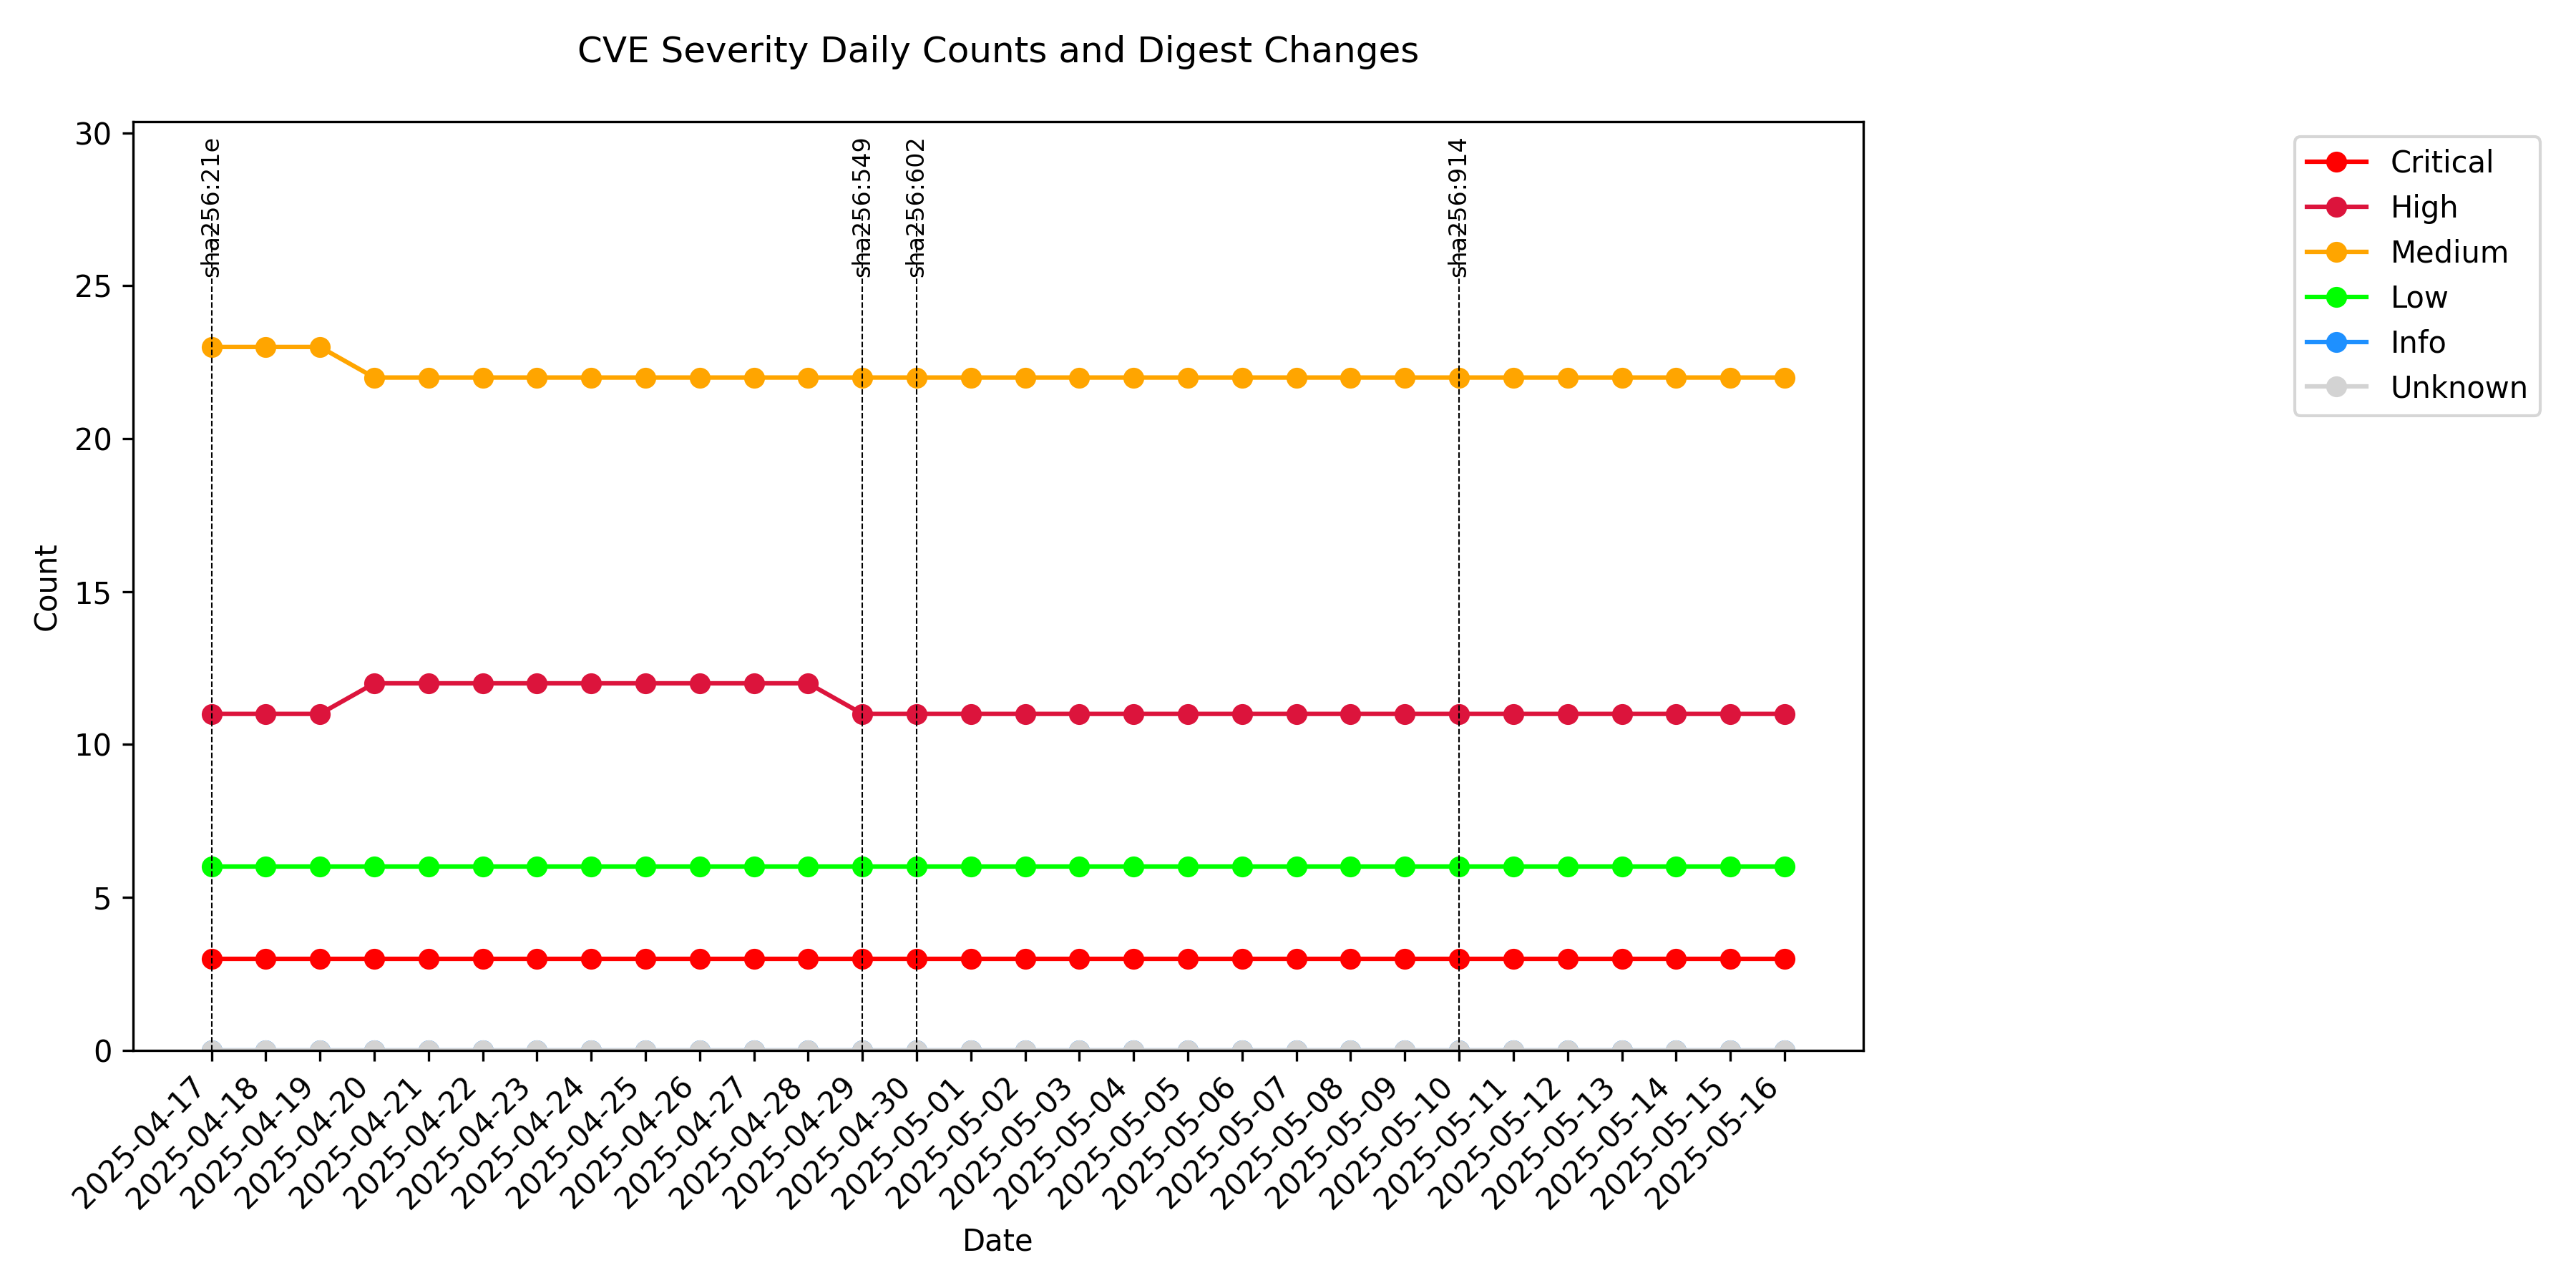 CVE Severity Daily Counts and Digest Changes
30
25
20
15
10
5
0
Count
sha256:21e
sha256:549
sha256:602
sha256:914
Critical
High
Medium
Low
Info
Unknown
2025-04-17
2025-04-18
2025-04-19
2025-04-20
2025-04-21
2025-04-22
2025-04-23
2025-04-24
2025-04-25
2025-04-26
2025-04-27
2025-04-28
2025-04-29
2025-04-30
2025-05-01
2025-05-02
2025-05-03
2025-05-04
2025-05-05
2025-05-06
2025-05-07
2025-05-08
2025-05-09
2025-05-10
2025-05-11
2025-05-12
2025-05-13
2025-05-14
2025-05-15
2025-05-16
Date